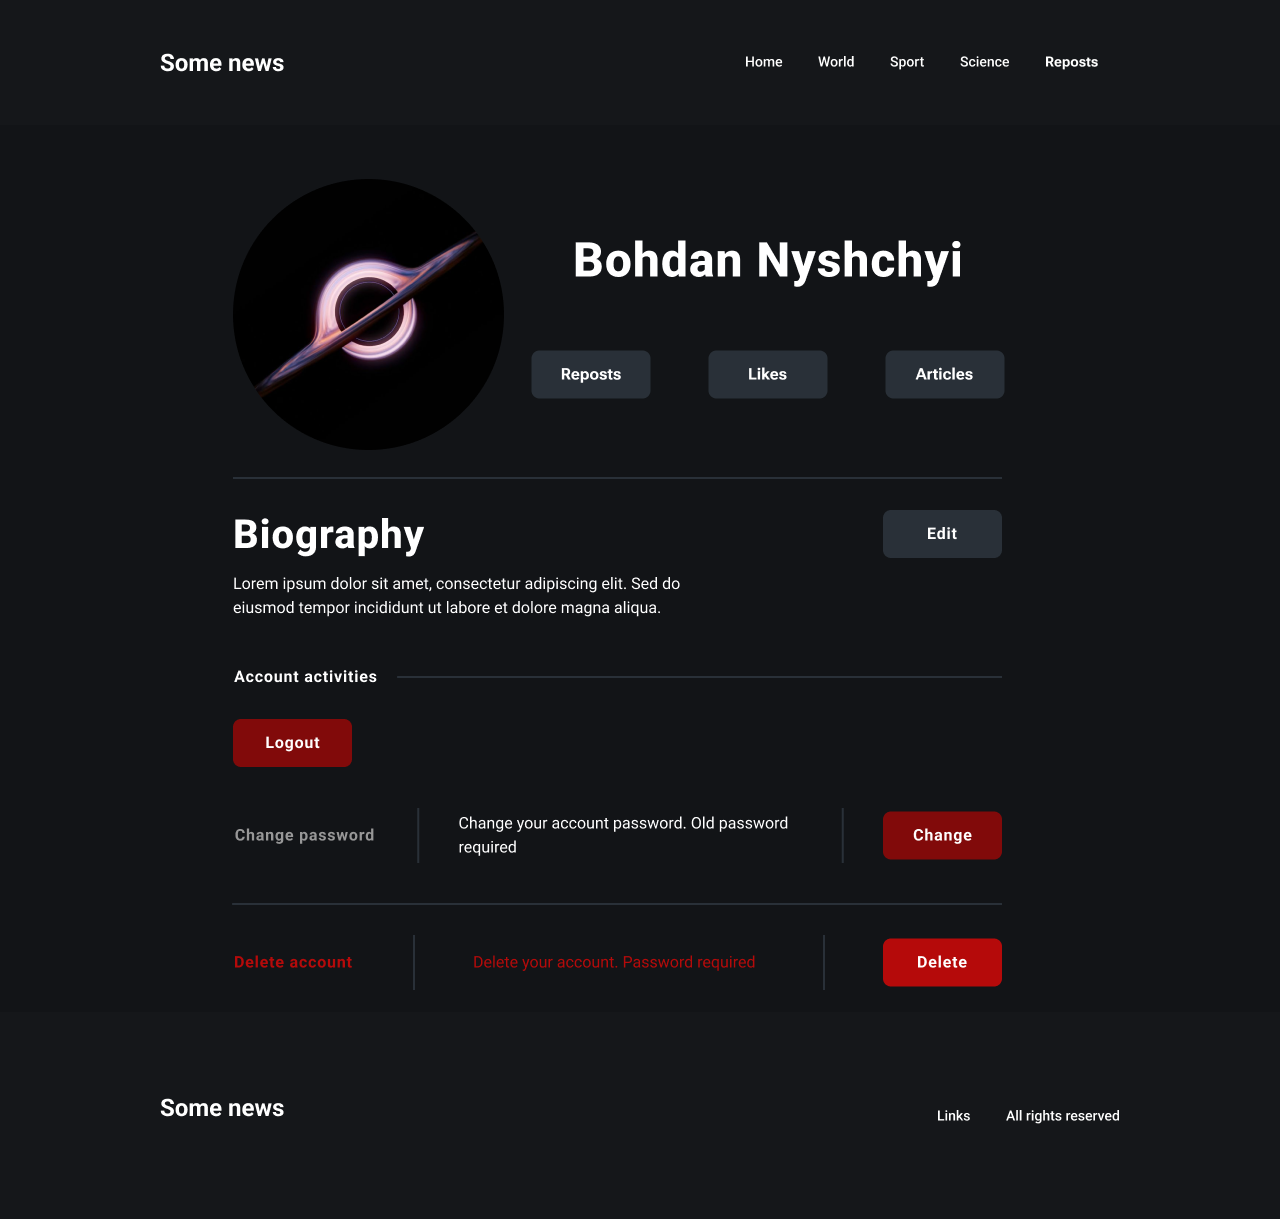 Some news
Home World Sport Science Reposts
Bohdan Nyshchyi
Reposts Likes Articles
Biography
Edit
Lorem ipsum dolor sit amet, consectetur adipiscing elit. Sed do
eiusmod tempor incididunt ut labore et dolore magna aliqua.
Account activities
Logout
Change password
Change your account password. Old password
required
Change
Delete account
Delete your account. Password required
Delete
Some news
Links All rights reserved